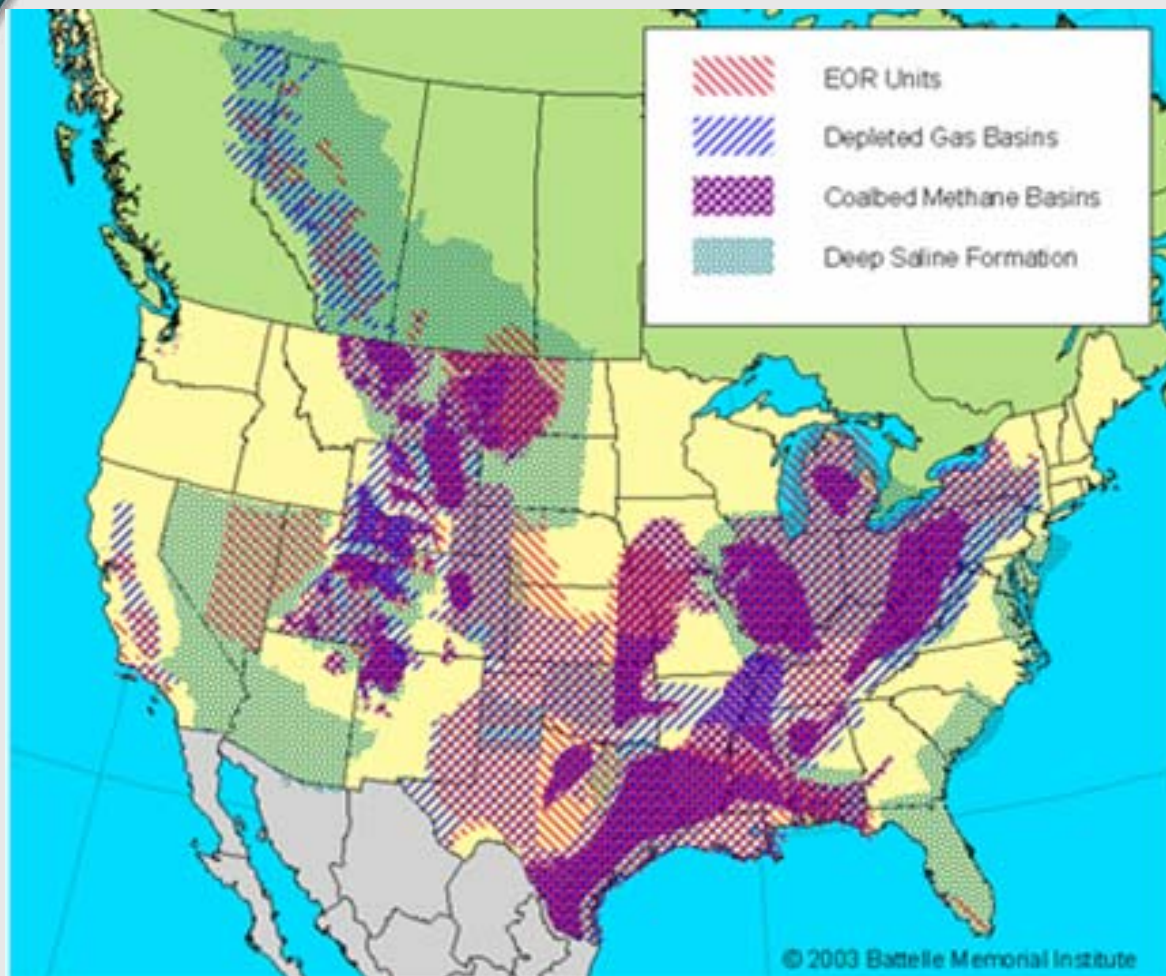 EOR Units
Depleted Gas Basins
Coalbed Methane Basins
Deep Saline Formation
© 2003 Battelle Memorial Institute